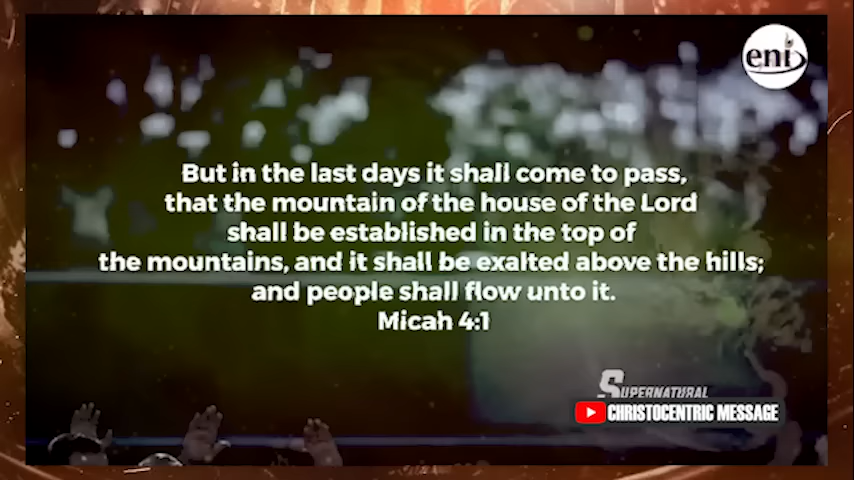 eni
But in the last days it shall come to pass,
that the mountain of the house of the Lord
shall be established in the top of
the mountains, and it shall be exalted above the hills;
and people shall flow unto it.
Micah 4:1
SUPERNATURAL
CHRISTOCENTRIC MESSAGE